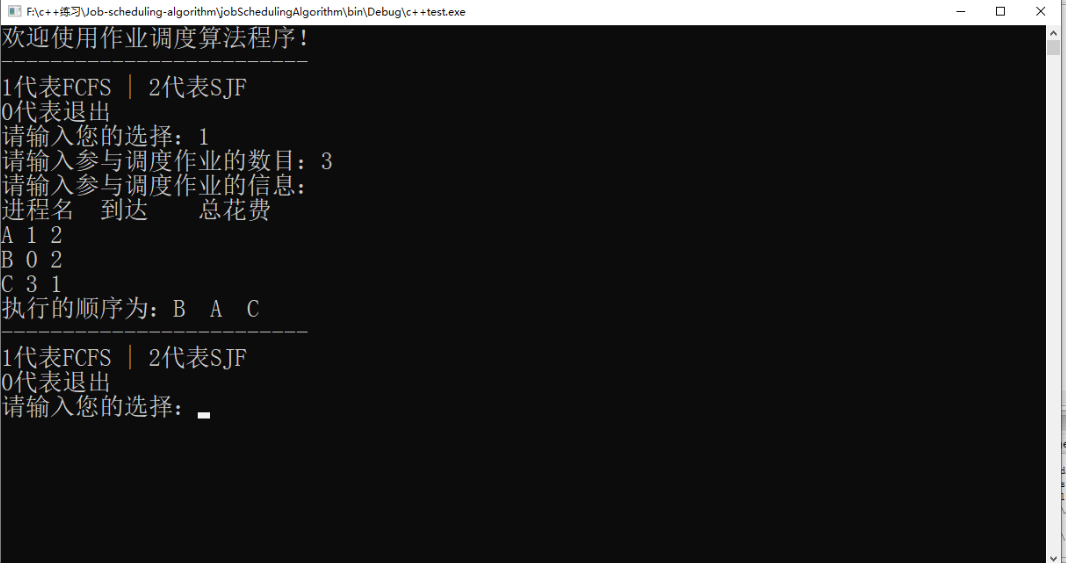 F:\c++练习\Job-scheduling-algorithm\jobSchedulingAlgorithm\bin\Debug\c++test.exe
欢迎使用作业调度算法程序!
-------------------------
1代表FCFS | 2代表SJF
0代表退出
请输入您的选择: 1
请输入参与调度作业的数目: 3
请输入参与调度作业的信息:
进程名 到达 总花费
A 1 2
B 0 2
C 3 1
执行的顺序为: B A C
-------------------------
1代表FCFS | 2代表SJF
0代表退出
请输入您的选择: